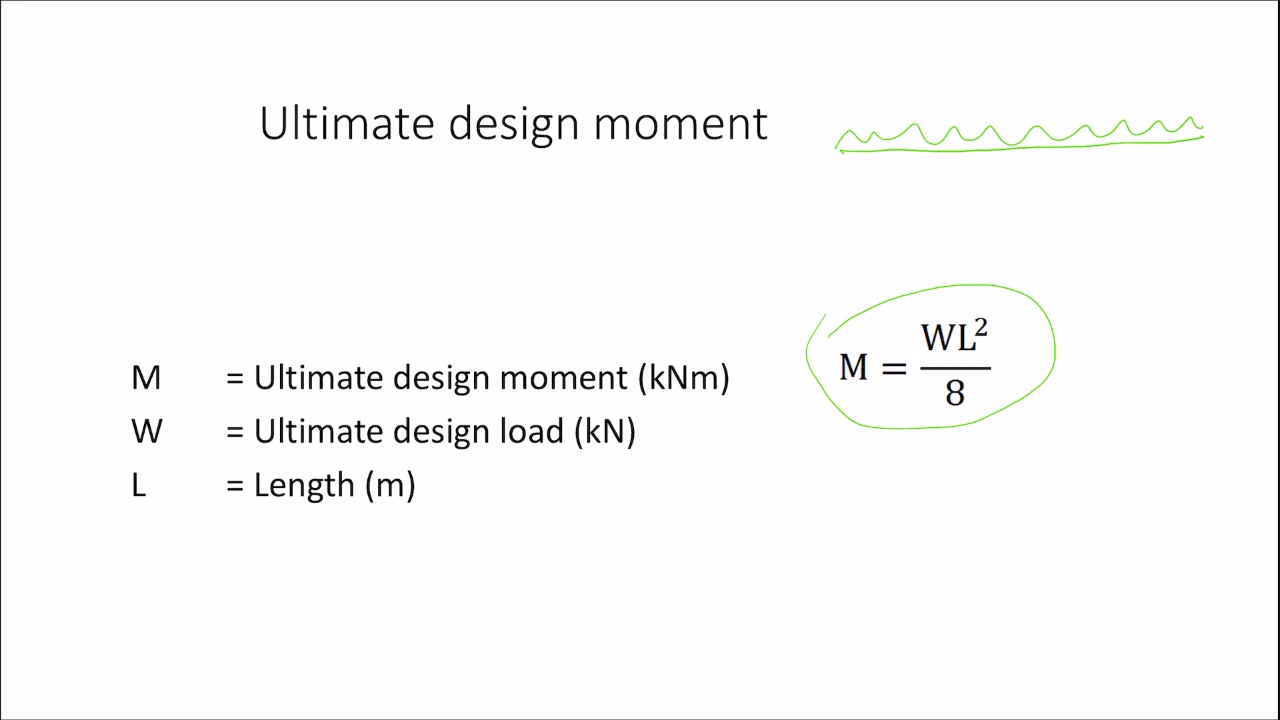 Ultimate design moment
M = WL²/8
M = Ultimate design moment (kNm)
W = Ultimate design load (kN)
L = Length (m)